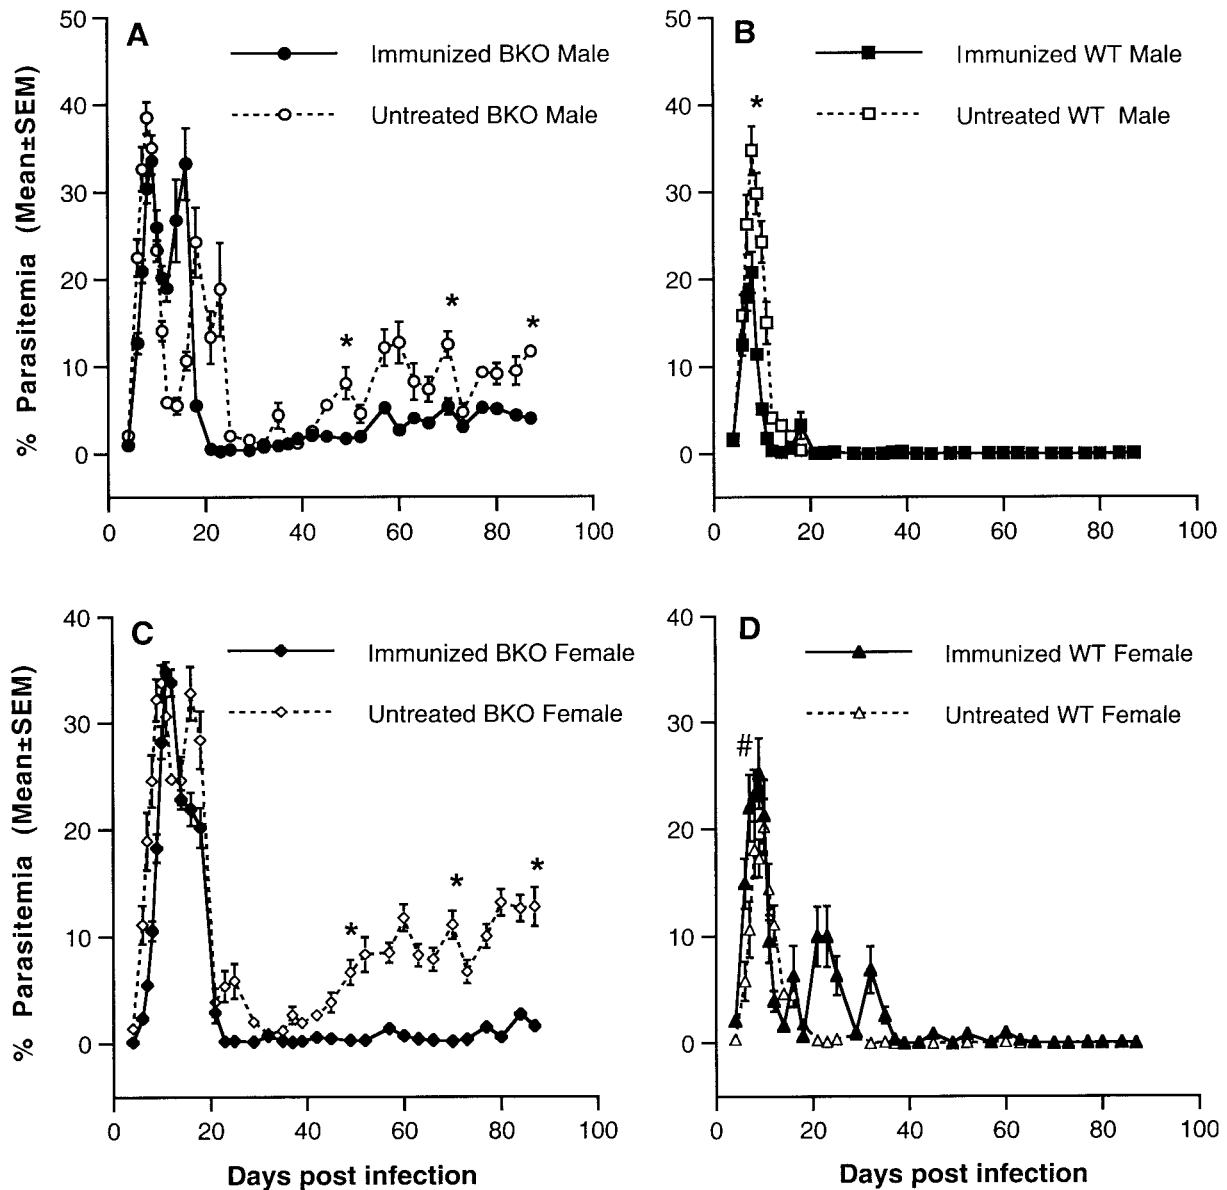 A
Immunized BKO Male
Untreated BKO Male
% Parasitemia (Mean±SEM)
50
40
30
20
10
0
*
*
*
0 20 40 60 80 100
B
Immunized WT Male
Untreated WT Male
50
40
30
20
10
0
*
0 20 40 60 80 100
C
Immunized BKO Female
Untreated BKO Female
% Parasitemia (Mean±SEM)
40
30
20
10
0
*
*
*
0 20 40 60 80 100
Days post infection
D
Immunized WT Female
Untreated WT Female
40
30
20
10
0
#
0 20 40 60 80 100
Days post infection